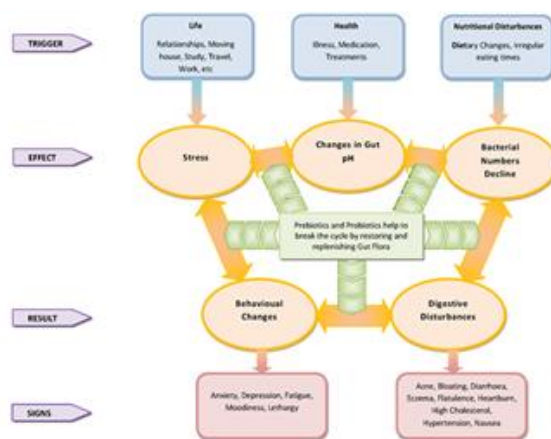 TRIGGER
Life
Relationships, Moving
house, Study, Travel,
Work, etc
Health
Illness, Medication,
Treatments
Nutritional Disturbances
Dietary Changes, Irregular
eating times
EFFECT
Stress
Changes in Gut
pH
Bacterial
Numbers
Decline
Prebiotics and Probiotics help to
break the cycle by restoring and
replenishing Gut Flora
RESULT
Behavioual
Changes
Digestive
Disturbances
SIGNS
Anxiety, Depression, Fatigue,
Moodiness,
Acne, Bloating, Diarrhoea,
Eczema, Flatulence, Heartburn,
High Cholesterol,
Hypertension, Nausea